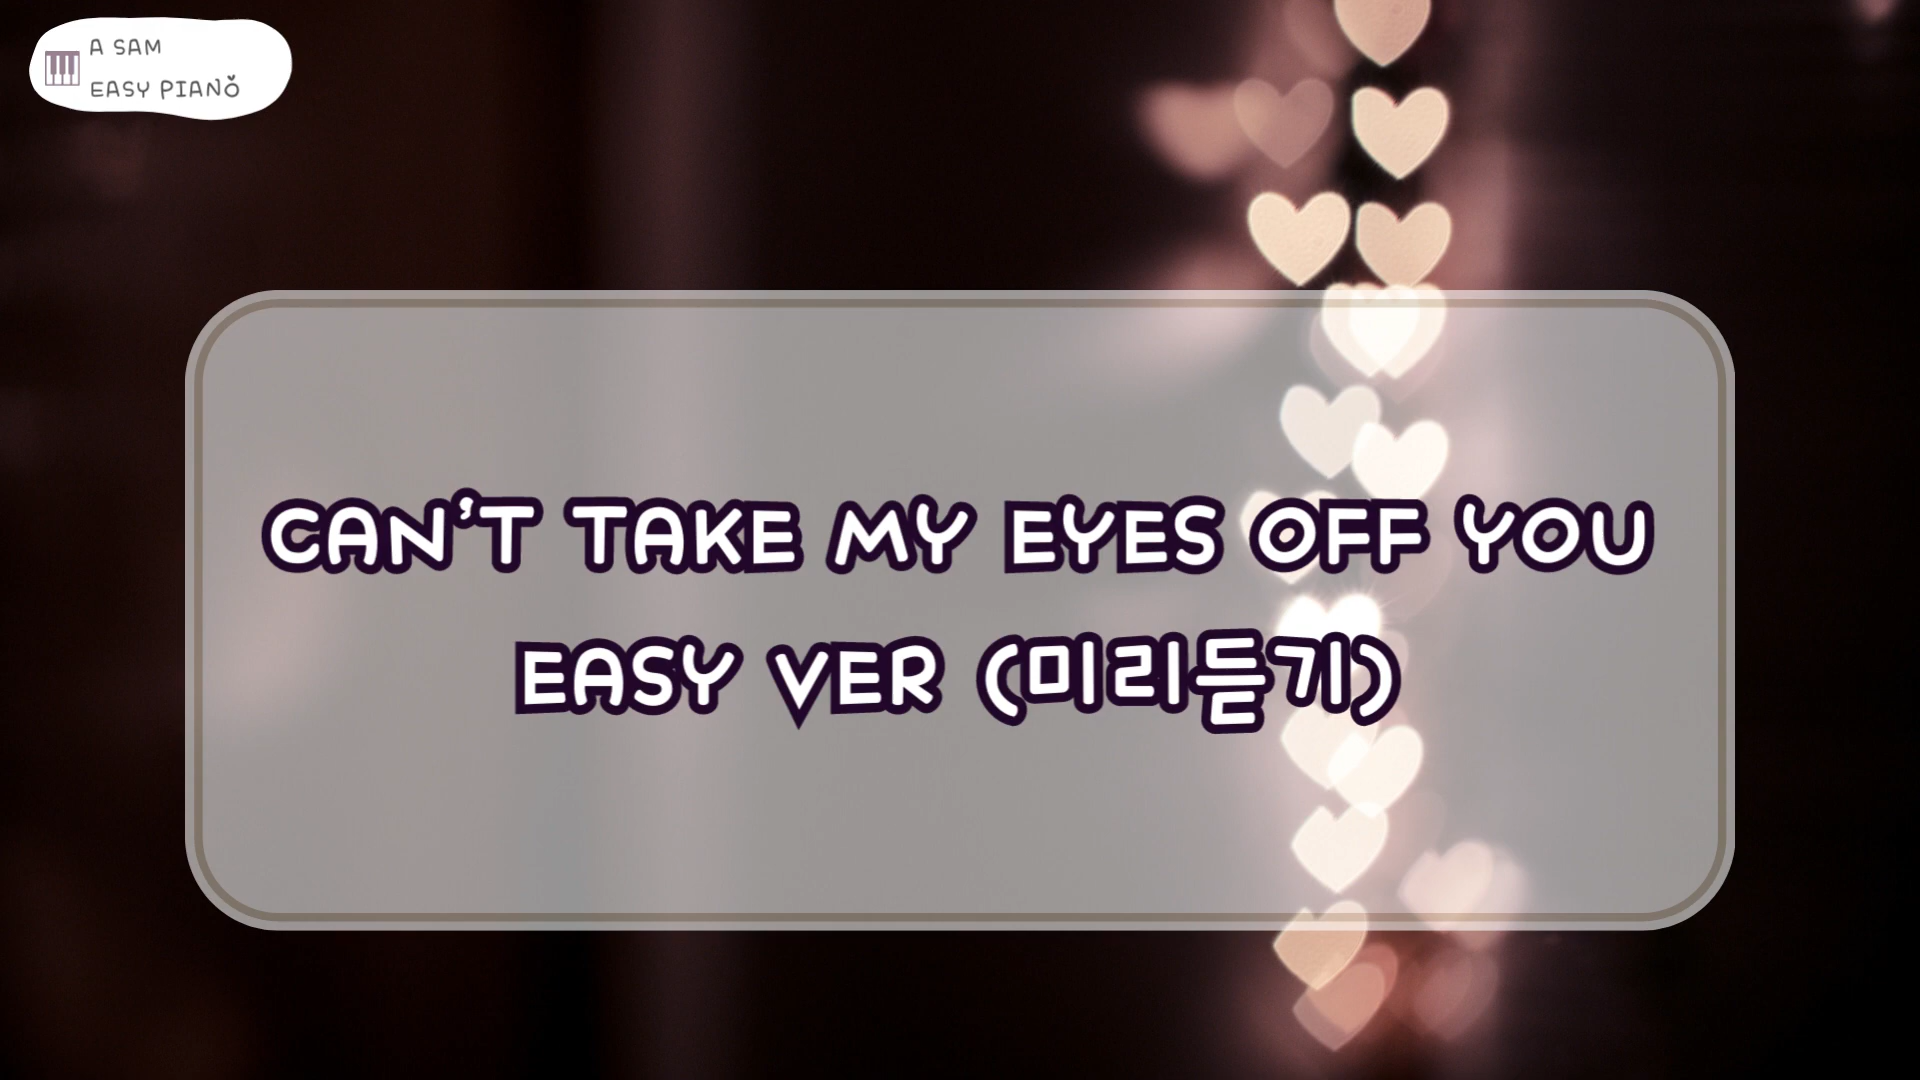 A SAM
EASY PIANO
CAN'T TAKE MY EYES OFF YOU
EASY VER (미리듣기)